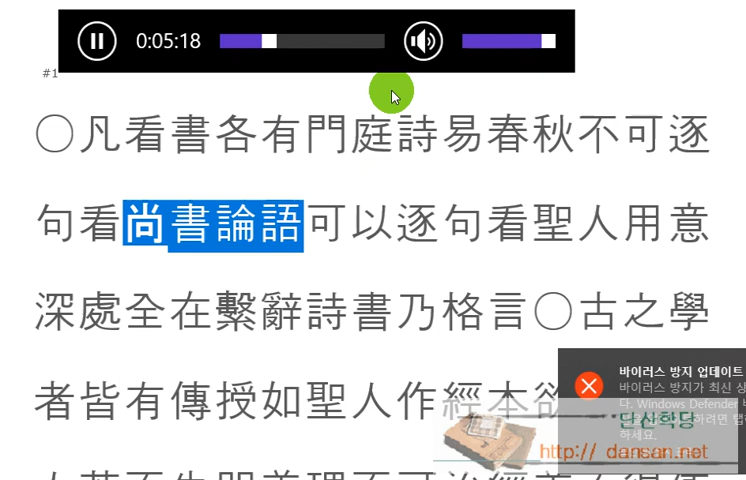 0:05:18
#1
〇凡看書各有門庭詩易春秋不可逐
句看尚書論語可以逐句看聖人用意
深處全在繫辭詩書乃格言〇古之學
者皆有傳授如聖人作經本欲
바이러스 방지 업데이트
바이러스 방지가 최신 상
다. Windows Defender
하세요.
단산학당
http:// dansan.net